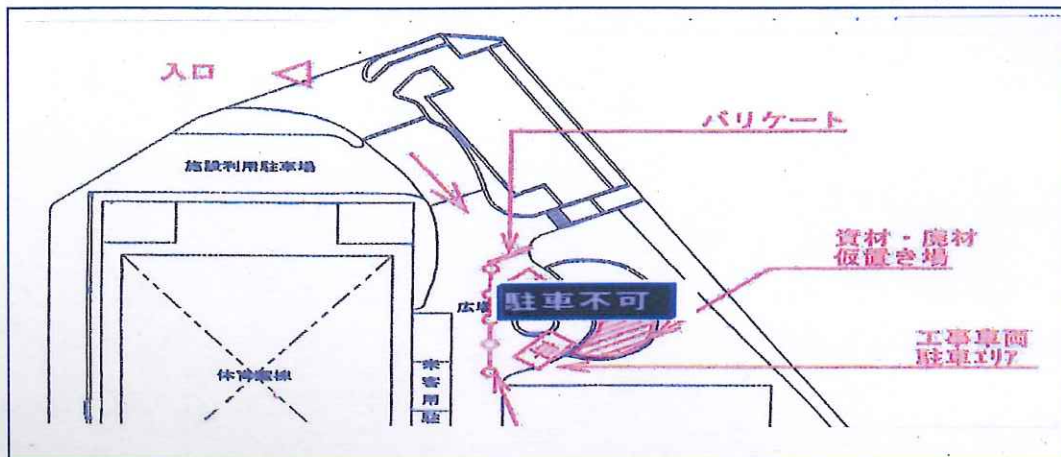 入口
バリケート
施設利用駐車場
資材・廃材
仮置き場
駐車不可
広場
工事車両
駐車エリア
体育室棟
来客用駐